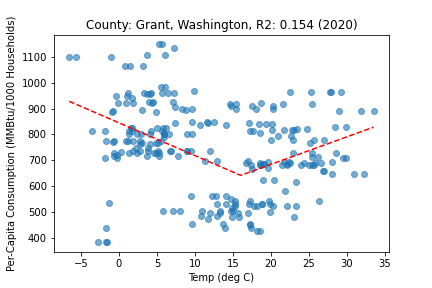 County: Grant, Washington, R2: 0.154 (2020)
Per-Capita Consumption (MMBtu/1000 Households)
1100
1000
900
800
700
600
500
400
−5 0 5 10 15 20 25 30 35
Temp (deg C)